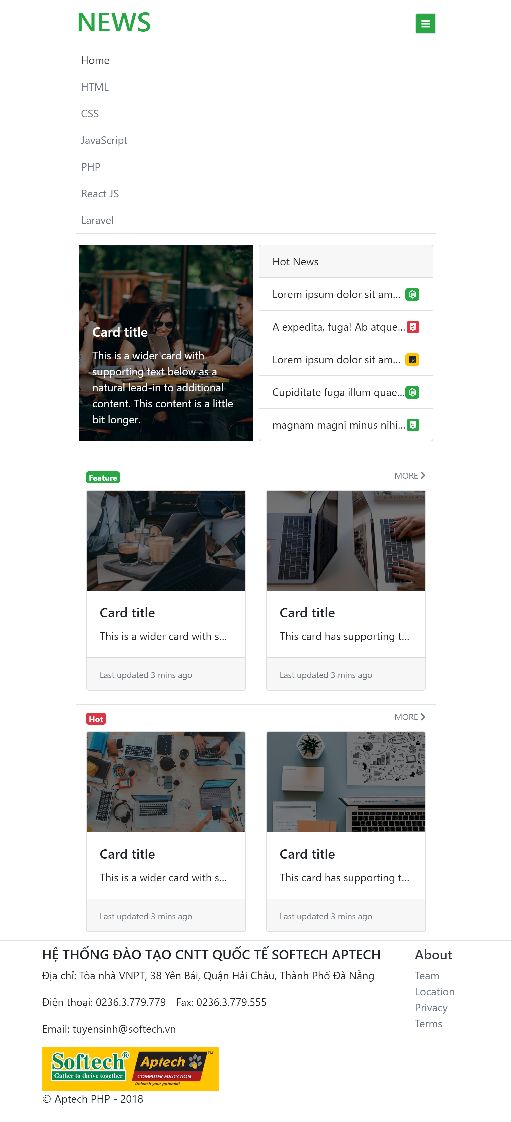 NEWS
Home
HTML
CSS
JavaScript
PHP
React JS
Laravel
Card title
This is a wider card with
supporting text below as a
natural lead-in to additional
content. This content is a little
bit longer.
Hot News
Lorem ipsum dolor sit am...
A expedita, fuga! Ab atque...
Lorem ipsum dolor sit am...
Cupiditate fuga illum quae...
magnam magni minus nihi...
Feature
MORE
Card title
This is a wider card with s...
Last updated 3 mins ago
Card title
This card has supporting t...
Last updated 3 mins ago
Hot
MORE
Card title
This is a wider card with s...
Last updated 3 mins ago
Card title
This card has supporting t...
Last updated 3 mins ago
HỆ THỐNG ĐÀO TẠO CNTT QUỐC TẾ SOFTECH APTECH
Địa chỉ: Tòa nhà VNPT, 38 Yên Bái, Quận Hải Châu, Thành Phố Đà Nẵng
Điện thoại: 0236.3.779.779 Fax: 0236.3.779.555
Email: tuyensinh@softech.vn
Softech®
Gather to thrive together
Aptech™
COMPUTER EDUCATION
Unleash your potential
© Aptech PHP - 2018
About
Team
Location
Privacy
Terms